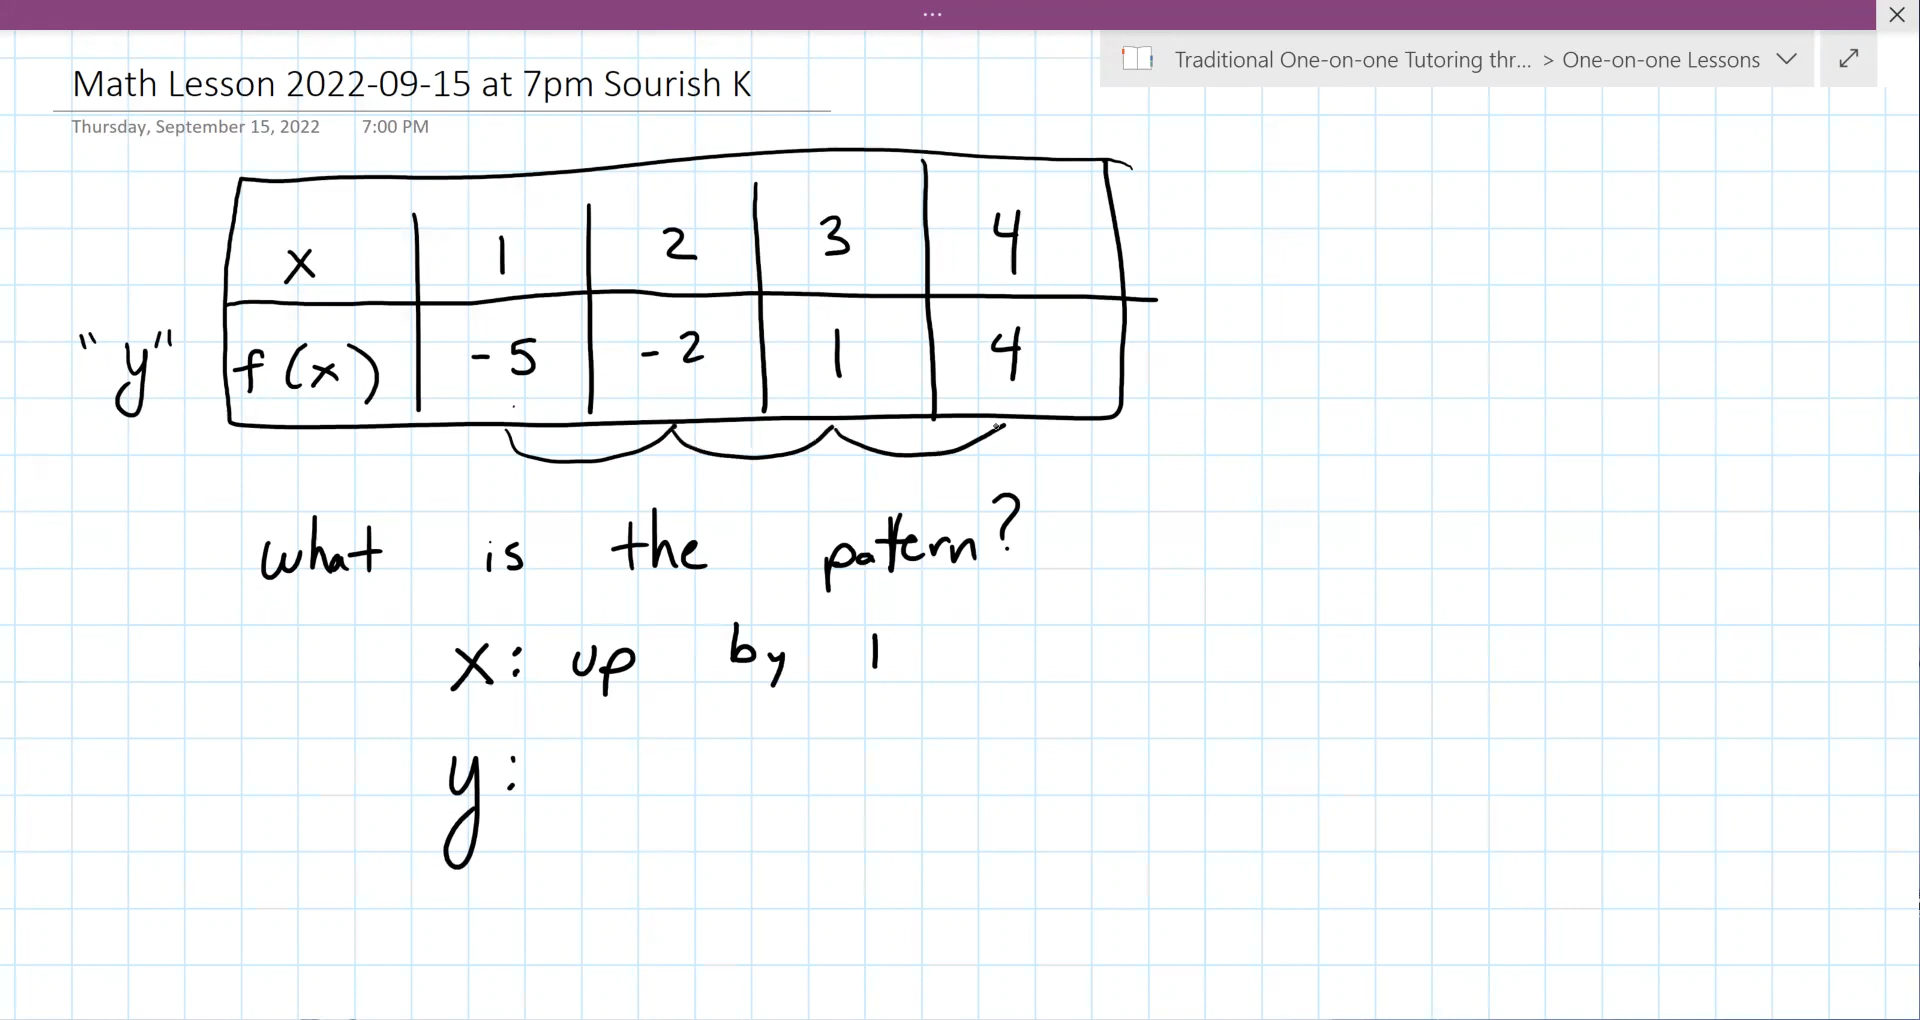 ...
Traditional One-on-one Tutoring thr... > One-on-one Lessons
Math Lesson 2022-09-15 at 7pm Sourish K
Thursday, September 15, 2022 7:00 PM
x 1 2 3 4
"y" f(x) -5 -2 1 4
what is the pattern?
x: up by 1
y: